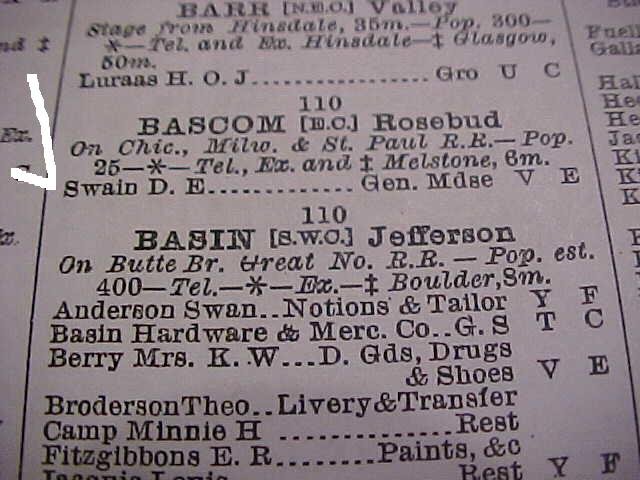 BARR [N.E.C.] Valley
Stage from Hinsdale, 35m.—Pop. 300—
*—Tel. and Ex. Hinsdale—‡ Glasgow,
50m.
Luraas H. O. J................. Gro U C
110
BASCOM [E.C.] Rosebud
On Chic., Milw. & St. Paul R.R.—Pop.
25—*—Tel., Ex. and ‡ Melstone, 6m.
Swain D. E............. Gen. Mdse V E
110
BASIN [S.W.C.] Jefferson
On Butte Br. Great No. R.R. — Pop. est.
400—Tel.—*—Ex.—‡ Boulder, 8m.
Anderson Swan..Notions & Tailor Y F
Basin Hardware & Merc. Co..G. S T C
Berry Mrs. K. W...D. Gds, Drugs
& Shoes V E
Broderson Theo..Livery & Transfer
Camp Minnie H ..............Rest
Fitzgibbons E. R........Paints, &c
Rest Y F